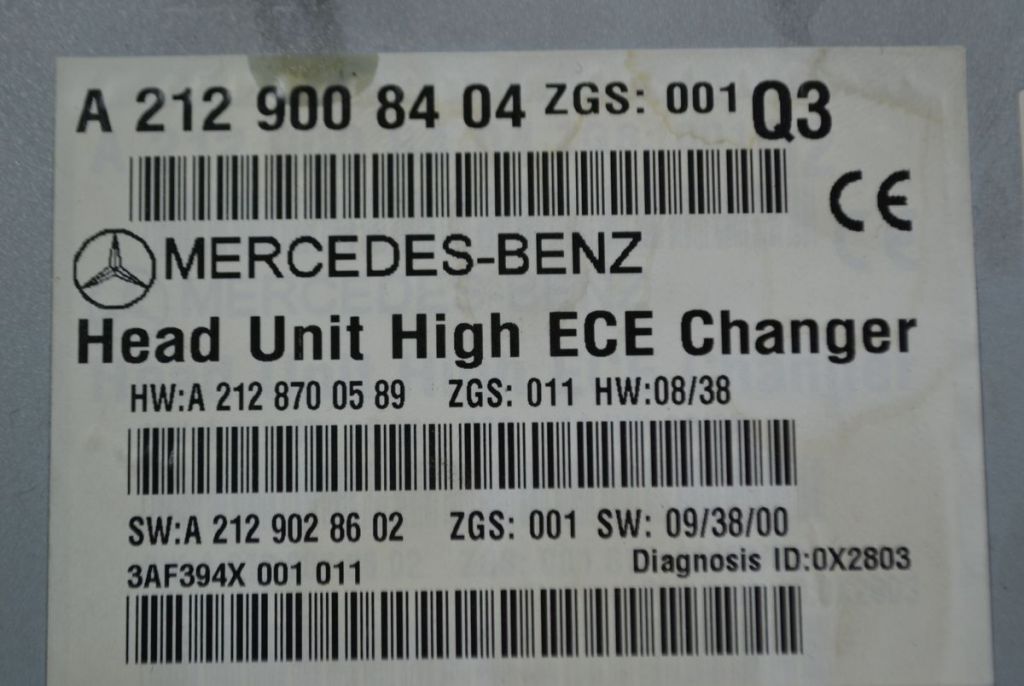 A 212 900 84 04 ZGS: 001 Q3
CE
MERCEDES-BENZ
Head Unit High ECE Changer
HW:A 212 870 05 89 ZGS: 011 HW:08/38
SW:A 212 902 86 02 ZGS: 001 SW: 09/38/00
3AF394X 001 011 Diagnosis ID:0X2803